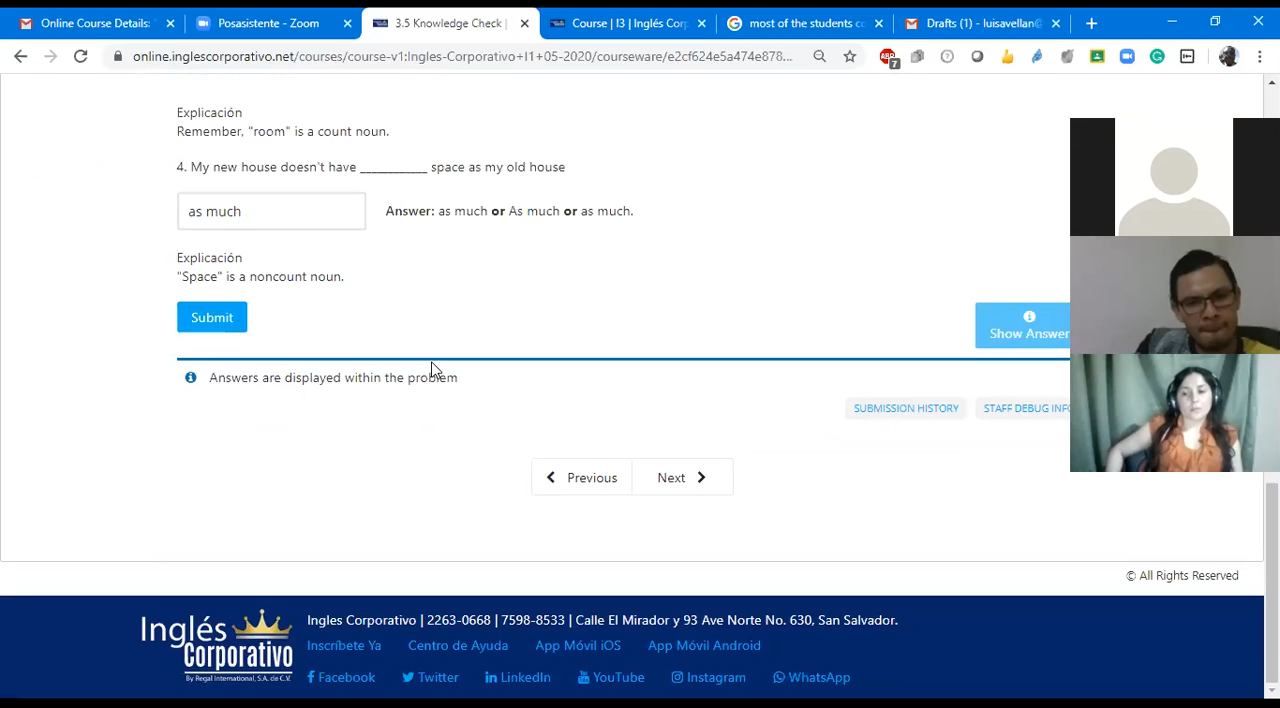 Online Course Details:
Posasistente - Zoom
3.5 Knowledge Check |
Course | I3 | Inglés Corp
most of the students co
Drafts (1) - luisavellan@
online.inglescorporativo.net/courses/course-v1:Ingles-Corporativo+I1+05-2020/courseware/e2cf624e5a474e878...
7
Explicación
Remember, "room" is a count noun.
4. My new house doesn't have ____________ space as my old house
as much
Answer: as much or As much or as much.
Explicación
"Space" is a noncount noun.
Submit
Show Answer
Answers are displayed within the problem
SUBMISSION HISTORY
STAFF DEBUG INFO
Previous
Next
© All Rights Reserved
Inglés Corporativo
By Regal International, S.A. de C.V.
Ingles Corporativo | 2263-0668 | 7598-8533 | Calle El Mirador y 93 Ave Norte No. 630, San Salvador.
Inscríbete Ya
Centro de Ayuda
App Móvil iOS
App Móvil Android
Facebook
Twitter
LinkedIn
YouTube
Instagram
WhatsApp